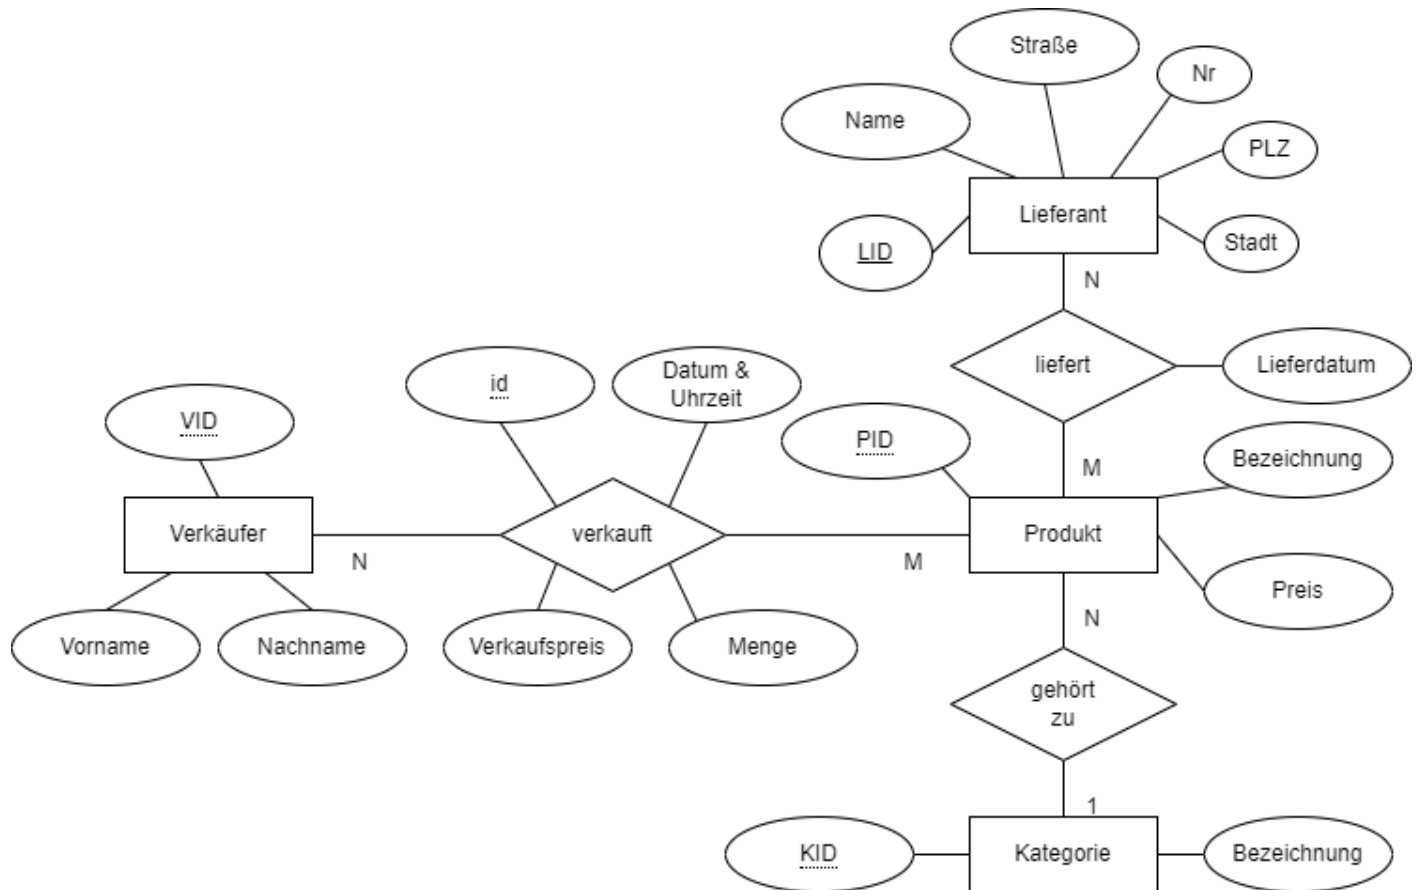 Straße
Nr
Name
PLZ
Lieferant
Stadt
LID
N
liefert
Lieferdatum
id
Datum &
Uhrzeit
VID
PID
Bezeichnung
M
Verkäufer
verkauft
Produkt
N
M
Preis
N
Vorname
Nachname
Verkaufspreis
Menge
gehört
zu
1
KID
Kategorie
Bezeichnung